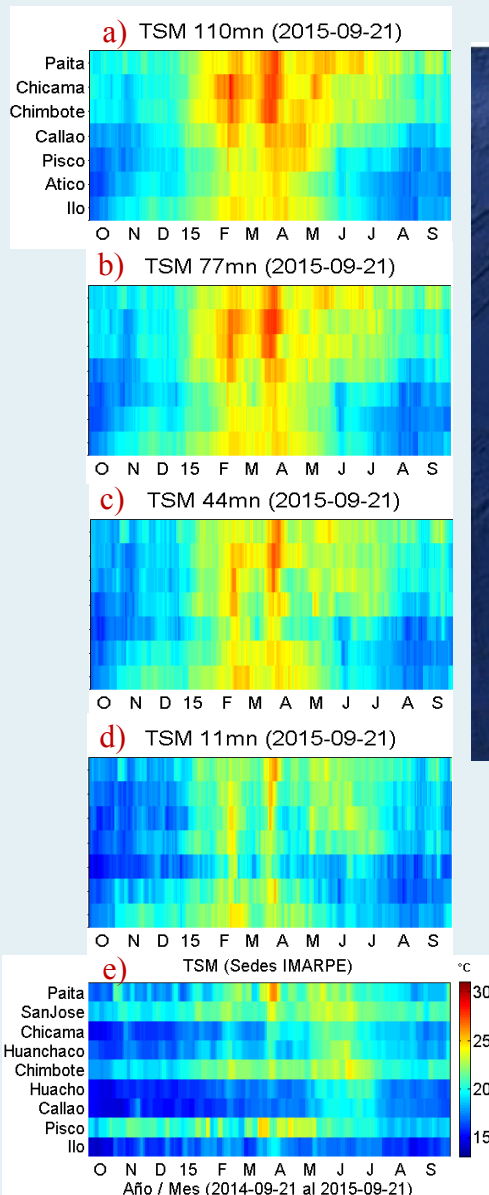 a) TSM 110mn (2015-09-21)
Paita
Chicama
Chimbote
Callao
Pisco
Atico
Ilo
O N D 15 F M A M J J A S
b) TSM 77mn (2015-09-21)
O N D 15 F M A M J J A S
c) TSM 44mn (2015-09-21)
O N D 15 F M A M J J A S
d) TSM 11mn (2015-09-21)
O N D 15 F M A M J J A S
e) TSM (Sedes IMARPE)
°C
Paita
SanJose
Chicama
Huanchaco
Chimbote
Huacho
Callao
Pisco
Ilo
30
25
20
15
O N D 15 F M A M J J A S
Año / Mes (2014-09-21 al 2015-09-21)